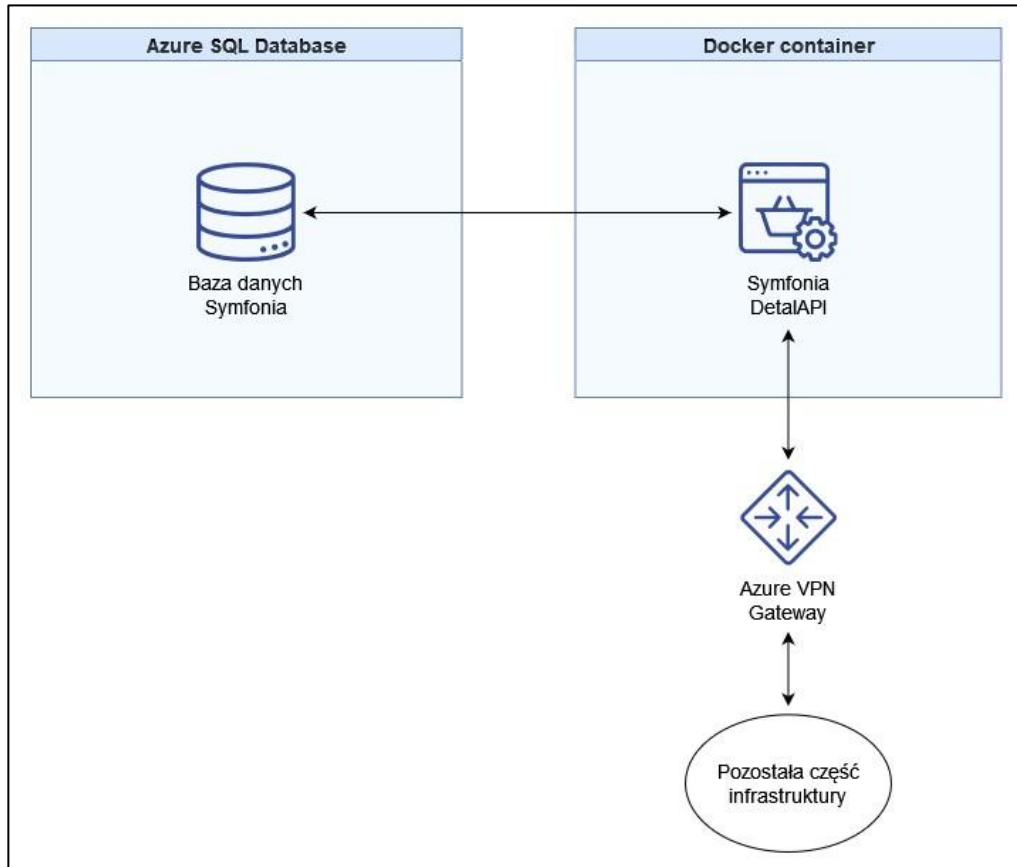 Azure SQL Database
Docker container
Baza danych
Symfonia
Symfonia
DetalAPI
Azure VPN
Gateway
Pozostała część
infrastruktury